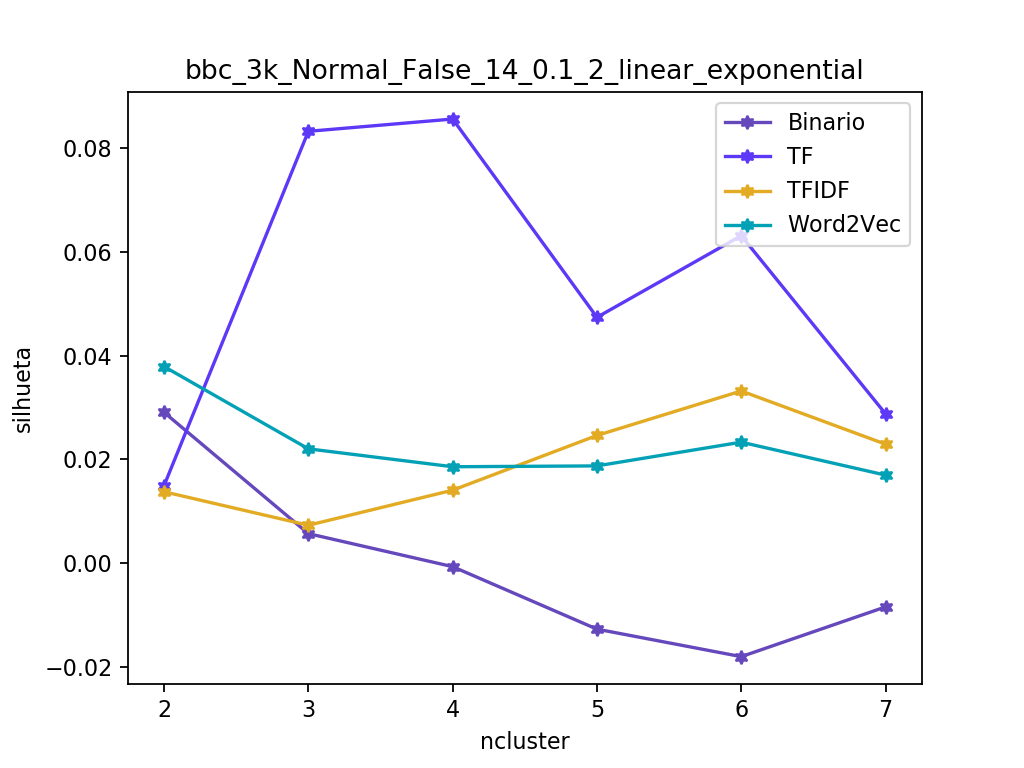 bbc_3k_Normal_False_14_0.1_2_linear_exponential
Binario
TF
TFIDF
Word2Vec
silhueta
0.08
0.06
0.04
0.02
0.00
−0.02
2 3 4 5 6 7
ncluster